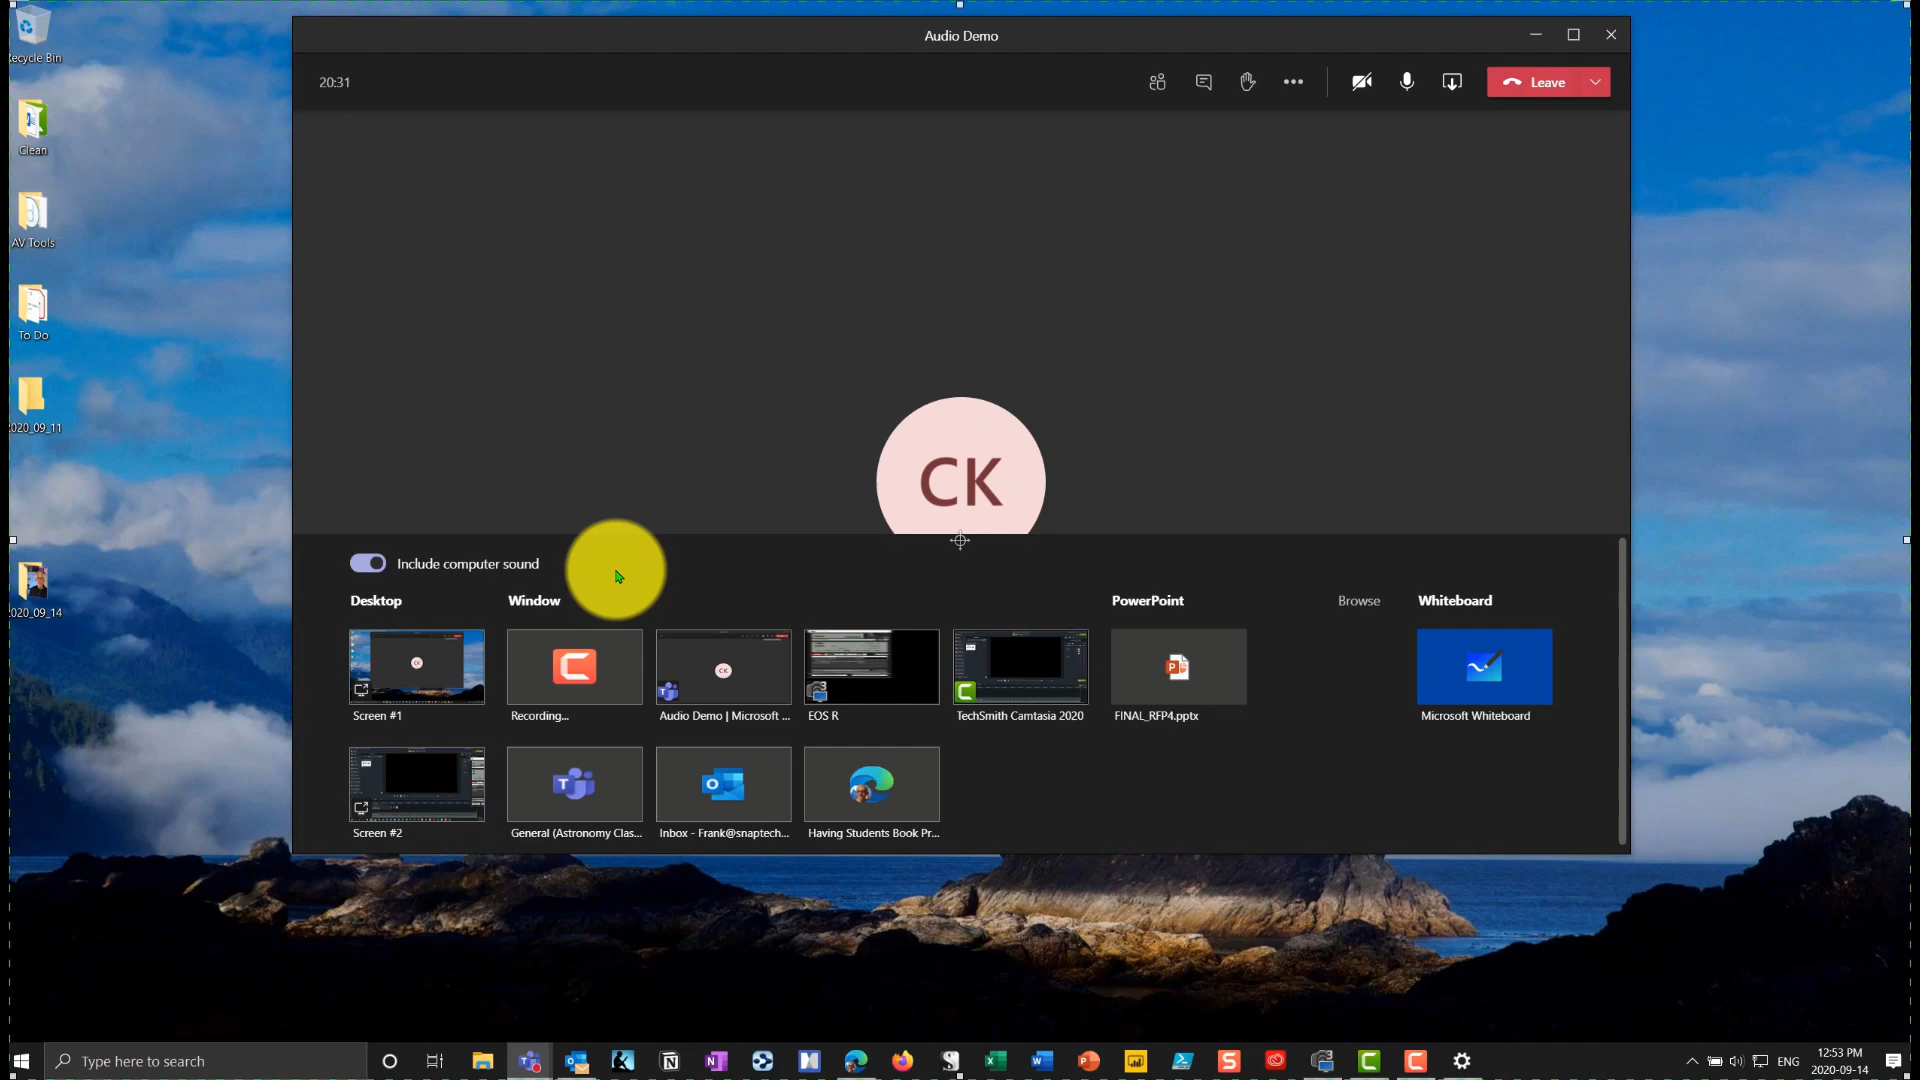 Audio Demo
20:31
Leave
ecycle Bin
Clean
AV Tools
To Do
2020_09_11
2020_09_14
CK
Include computer sound
Desktop
Window
PowerPoint
Browse
Whiteboard
Screen #1
Recording...
Audio Demo | Microsoft ...
EOS R
TechSmith Camtasia 2020
FINAL_RFP4.pptx
Microsoft Whiteboard
Screen #2
General (Astronomy Clas...
Inbox - Frank@snaptech...
Having Students Book Pr...
Type here to search
ENG
12:53 PM
2020-09-14